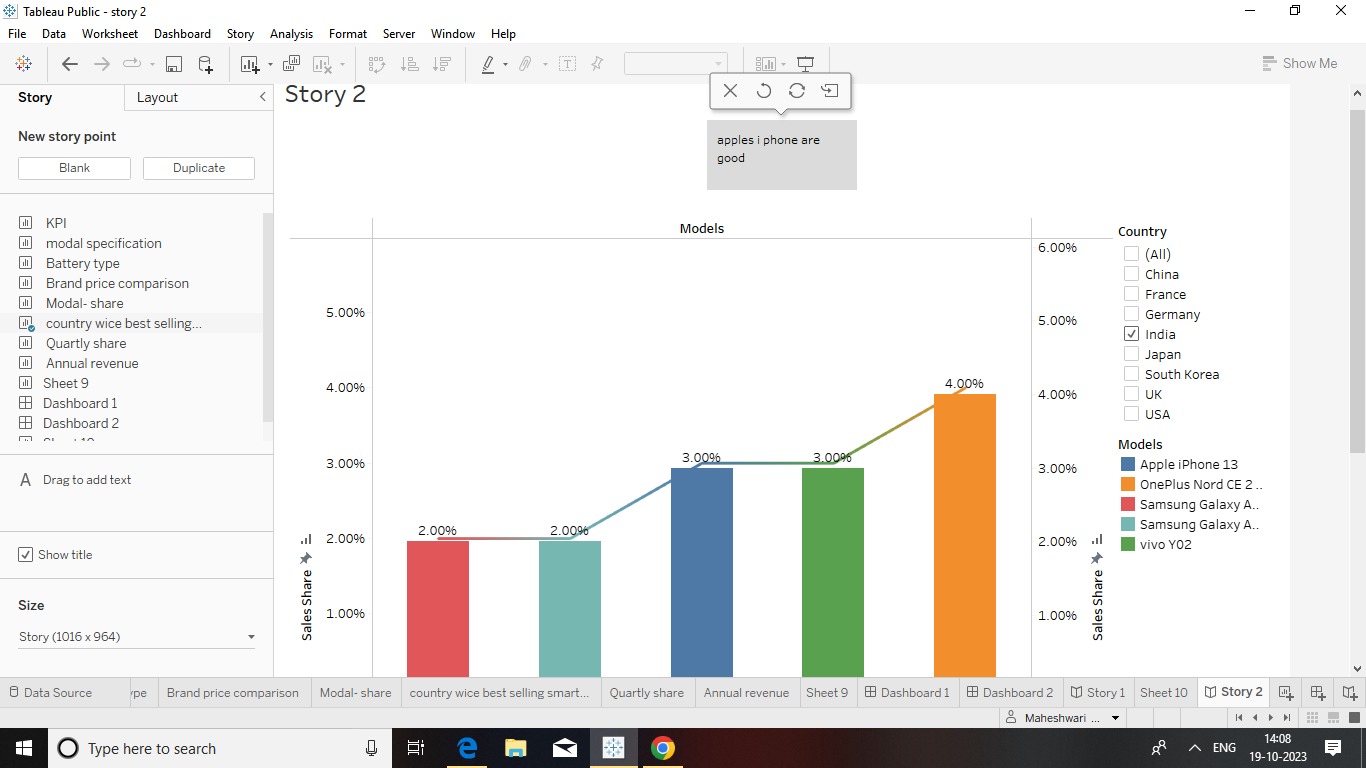 Tableau Public - story 2
File Data Worksheet Dashboard Story Analysis Format Server Window Help
Show Me
Story Layout
New story point
Blank Duplicate
KPI
modal specification
Battery type
Brand price comparison
Modal- share
country wice best selling...
Quartly share
Annual revenue
Sheet 9
Dashboard 1
Dashboard 2
A Drag to add text
Show title
Size
Story (1016 x 964)
Story 2
apples i phone are
good
Models
5.00%
4.00%
3.00%
2.00%
1.00%
Sales Share
2.00% 2.00% 3.00% 3.00% 4.00%
6.00%
5.00%
4.00%
3.00%
2.00%
1.00%
Sales Share
Country
(All)
China
France
Germany
India
Japan
South Korea
UK
USA
Models
Apple iPhone 13
OnePlus Nord CE 2 ..
Samsung Galaxy A..
Samsung Galaxy A..
vivo Y02
Data Source ype Brand price comparison Modal- share country wice best selling smart... Quartly share Annual revenue Sheet 9 Dashboard 1 Dashboard 2 Story 1 Sheet 10 Story 2
Maheshwari ...
Type here to search
ENG
14:08
19-10-2023